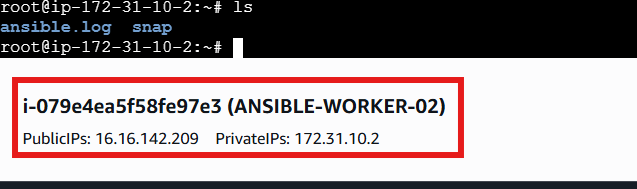 root@ip-172-31-10-2:~# ls
ansible.log  snap
root@ip-172-31-10-2:~#
i-079e4ea5f58fe97e3 (ANSIBLE-WORKER-02)
PublicIPs: 16.16.142.209    PrivateIPs: 172.31.10.2